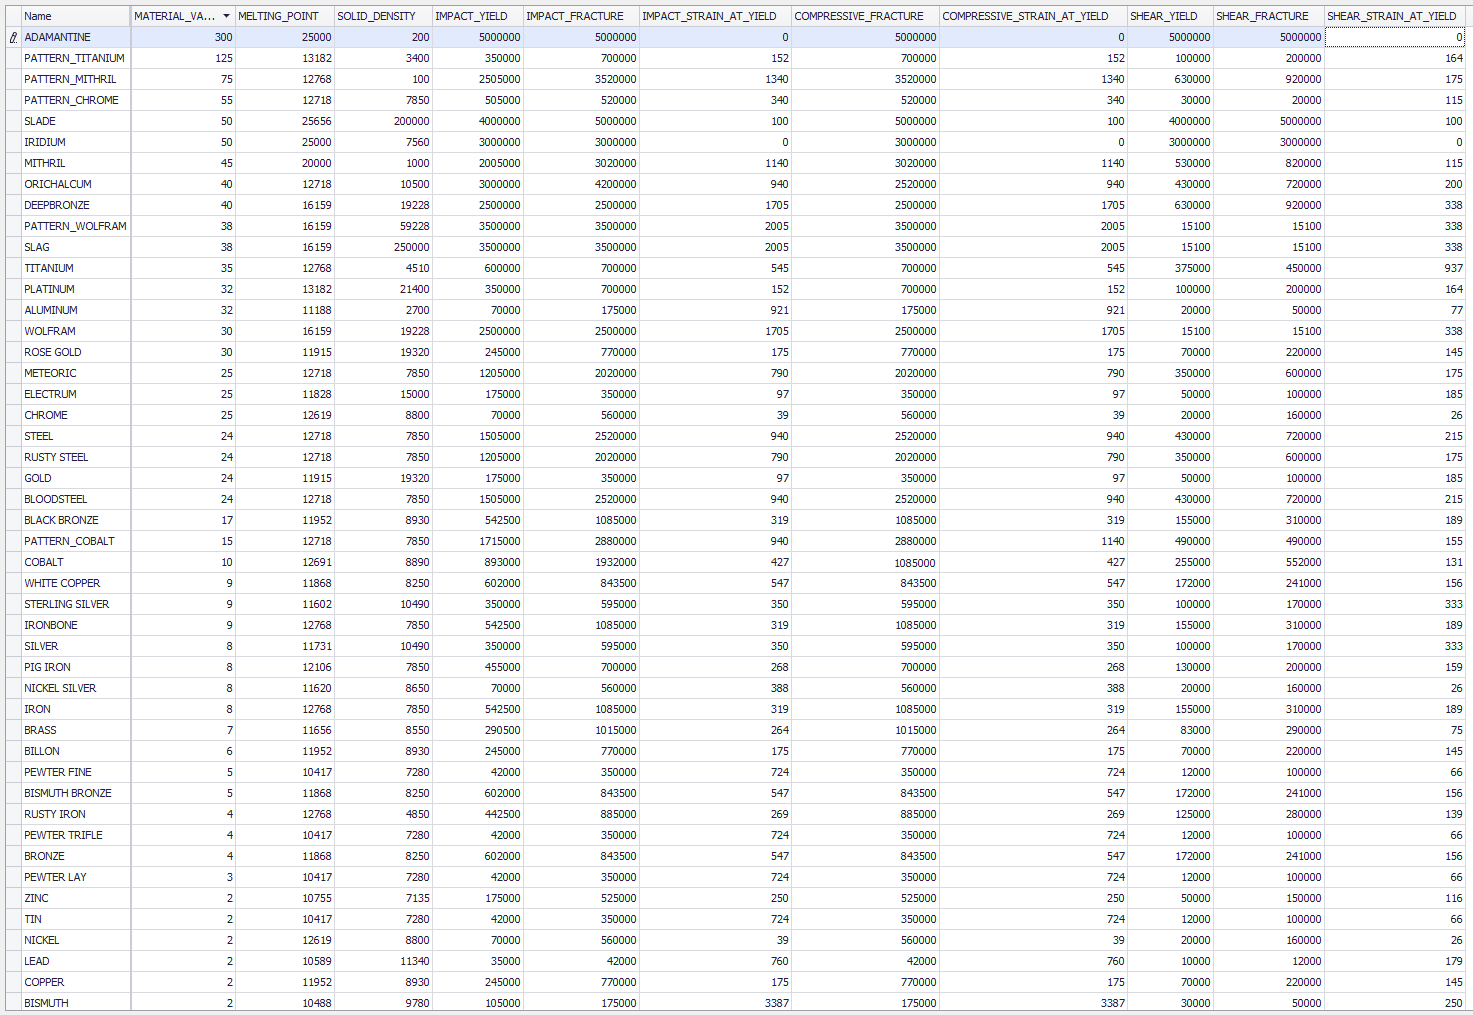 Name MATERIAL_VA... MELTING_POINT SOLID_DENSITY IMPACT_YIELD IMPACT_FRACTURE IMPACT_STRAIN_AT_YIELD COMPRESSIVE_FRACTURE COMPRESSIVE_STRAIN_AT_YIELD SHEAR_YIELD SHEAR_FRACTURE SHEAR_STRAIN_AT_YIELD
ADAMANTINE 300 25000 200 5000000 5000000 0 5000000 0 5000000 5000000 0
PATTERN_TITANIUM 125 13182 3400 350000 700000 152 700000 152 100000 200000 164
PATTERN_MITHRIL 75 12768 100 2505000 3520000 1340 3520000 1340 630000 920000 175
PATTERN_CHROME 55 12718 7850 505000 520000 340 520000 340 30000 20000 115
SLADE 50 25656 200000 4000000 5000000 100 5000000 100 4000000 5000000 100
IRIDIUM 50 25000 7560 3000000 3000000 0 3000000 0 3000000 3000000 0
MITHRIL 45 20000 1000 2005000 3020000 1140 3020000 1140 530000 820000 115
ORICHALCUM 40 12718 10500 3000000 4200000 940 2520000 940 430000 720000 200
DEEPBRONZE 40 16159 19228 2500000 2500000 1705 2500000 1705 630000 920000 338
PATTERN_WOLFRAM 38 16159 59228 3500000 3500000 2005 3500000 2005 15100 15100 338
SLAG 38 16159 250000 3500000 3500000 2005 3500000 2005 15100 15100 338
TITANIUM 35 12768 4510 600000 700000 545 700000 545 375000 450000 937
PLATINUM 32 13182 21400 350000 700000 152 700000 152 100000 200000 164
ALUMINUM 32 11188 2700 70000 175000 921 175000 921 20000 50000 77
WOLFRAM 30 16159 19228 2500000 2500000 1705 2500000 1705 15100 15100 338
ROSE GOLD 30 11915 19320 245000 770000 175 770000 175 70000 220000 145
METEORIC 25 12718 7850 1205000 2020000 790 2020000 790 350000 600000 175
ELECTRUM 25 11828 15000 175000 350000 97 350000 97 50000 100000 185
CHROME 25 12619 8800 70000 560000 39 560000 39 20000 160000 26
STEEL 24 12718 7850 1505000 2520000 940 2520000 940 430000 720000 215
RUSTY STEEL 24 12718 7850 1205000 2020000 790 2020000 790 350000 600000 175
GOLD 24 11915 19320 175000 350000 97 350000 97 50000 100000 185
BLOODSTEEL 24 12718 7850 1505000 2520000 940 2520000 940 430000 720000 215
BLACK BRONZE 17 11952 8930 542500 1085000 319 1085000 319 155000 310000 189
PATTERN_COBALT 15 12718 7850 1715000 2880000 940 2880000 1140 490000 490000 155
COBALT 10 12691 8890 893000 1932000 427 1085000 427 255000 552000 131
WHITE COPPER 9 11868 8250 602000 843500 547 843500 547 172000 241000 156
STERLING SILVER 9 11602 10490 350000 595000 350 595000 350 100000 170000 333
IRONBONE 9 12768 7850 542500 1085000 319 1085000 319 155000 310000 189
SILVER 8 11731 10490 350000 595000 350 595000 350 100000 170000 333
PIG IRON 8 12106 7850 455000 700000 268 700000 268 130000 200000 159
NICKEL SILVER 8 11620 8650 70000 560000 388 560000 388 20000 160000 26
IRON 8 12768 7850 542500 1085000 319 1085000 319 155000 310000 189
BRASS 7 11656 8550 290500 1015000 264 1015000 264 83000 290000 75
BILLON 6 11952 8930 245000 770000 175 770000 175 70000 220000 145
PEWTER FINE 5 10417 7280 42000 350000 724 350000 724 12000 100000 66
BISMUTH BRONZE 5 11868 8250 602000 843500 547 843500 547 172000 241000 156
RUSTY IRON 4 12768 4850 442500 885000 269 885000 269 125000 280000 139
PEWTER TRIFLE 4 10417 7280 42000 350000 724 350000 724 12000 100000 66
BRONZE 4 11868 8250 602000 843500 547 843500 547 172000 241000 156
PEWTER LAY 3 10417 7280 42000 350000 724 350000 724 12000 100000 66
ZINC 2 10755 7135 175000 525000 250 525000 250 50000 150000 116
TIN 2 10417 7280 42000 350000 724 350000 724 12000 100000 66
NICKEL 2 12619 8800 70000 560000 39 560000 39 20000 160000 26
LEAD 2 10589 11340 35000 42000 760 42000 760 10000 12000 179
COPPER 2 11952 8930 245000 770000 175 770000 175 70000 220000 145
BISMUTH 2 10488 9780 105000 175000 3387 175000 3387 30000 50000 250